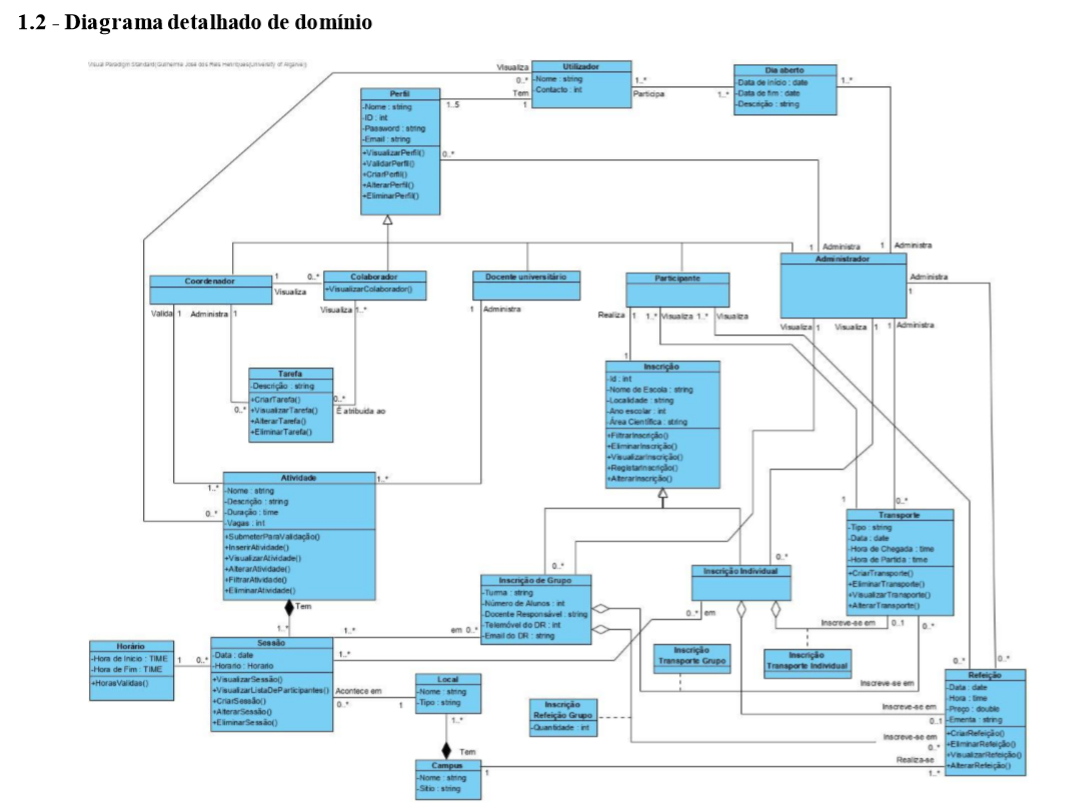 1.2 - Diagrama detalhado de domínio
Visual Paradigm Standard(Guilherme José dos Reis Henriques(University of Algarve))
Visualiza
0..*
Utilizador
-Nome : string
-Contacto : int
Tem
1
1..5
1..*
Participa
1..*
Dia aberto
-Data de início : date
-Data de fim : date
-Descrição : string
1..*
Perfil
-Nome : string
-ID : int
-Password : string
-Email : string
+VisualizarPerfil()
+ValidarPerfil()
+CriarPerfil()
+AlterarPerfil()
+EliminarPerfil()
0..*
1
Administra
1
Administra
Coordenador
1
0..*
Visualiza
Colaborador
+VisualizarColaborador()
Docente universitário
Participante
Administrador
Administra
1
Valida
1
Administra
1
Visualiza
1..*
1
Administra
Realiza
1
1..*
Visualiza
1..*
Visualiza
Visualiza
1
Visualiza
1
Administra
Tarefa
-Descrição : string
+CriarTarefa()
+VisualizarTarefa()
+AlterarTarefa()
+EliminarTarefa()
0..*
0..*
É atribuída ao
1
Inscrição
-Id : int
-Nome de Escola : string
-Localidade : string
-Ano escolar : int
-Área Científica : string
+FiltrarInscrição()
+EliminarInscrição()
+VisualizarInscrição()
+RegistarInscrição()
+AlterarInscrição()
1..*
0..*
1..*
Atividade
-Nome : string
-Descrição : string
-Duração : time
-Vagas : int
+SubmeterParaValidação()
+InserirAtividade()
+VisualizarAtividade()
+AlterarAtividade()
+FiltrarAtividade()
+EliminarAtividade()
Tem
1..*
1
0..*
Transporte
-Tipo : string
-Data : date
-Hora de Chegada : time
-Hora de Partida : time
+CriarTransporte()
+EliminarTransporte()
+VisualizarTransporte()
+AlterarTransporte()
0..*
Inscrição de Grupo
-Turma : string
-Número de Alunos : int
-Docente Responsável : string
-Telemóvel do DR : int
-Email do DR : string
0..*
Inscrição Individual
0..*
em
Inscreve-se em
0..1
0..*
Horário
-Hora de Inicio : TIME
-Hora de Fim : TIME
+HorasValidas()
1
0..*
Sessão
-Data : date
-Horario : Horario
+VisualizarSessão()
+VisualizarListaDeParticipantes()
+CriarSessão()
+AlterarSessão()
+EliminarSessão()
1..*
em
0..*
1..*
Inscrição
Transporte Grupo
Inscrição
Transporte Individual
Inscreve-se em
0..*
0..*
Acontece em
0..*
1
Local
-Nome : string
-Tipo : string
1..*
Tem
Inscrição
Refeição Grupo
-Quantidade : int
Inscreve-se em
0..1
Inscreve-se em
0..*
Realiza-se
1..*
Refeição
-Data : date
-Hora : time
-Preço : double
-Ementa : string
+CriarRefeição()
+EliminarRefeição()
+VisualizarRefeição()
+AlterarRefeição()
Campus
-Nome : string
-Sitio : string
1